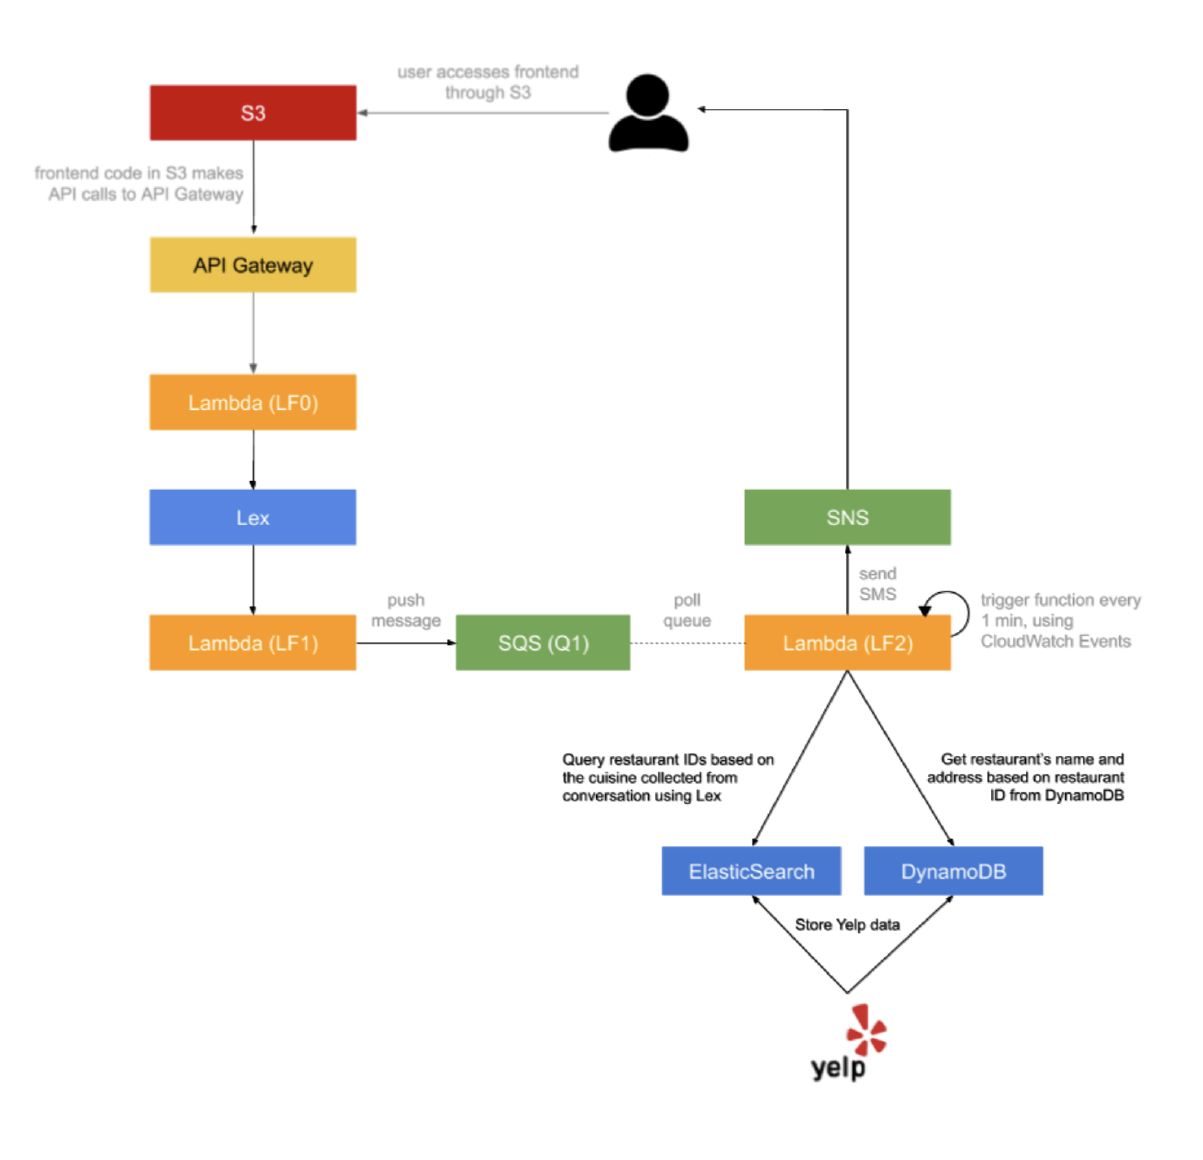 user accesses frontend
through S3
S3
frontend code in S3 makes
API calls to API Gateway
API Gateway
Lambda (LF0)
Lex
SNS
send
SMS
push
message
poll
queue
trigger function every
1 min, using
CloudWatch Events
Lambda (LF1)
SQS (Q1)
Lambda (LF2)
Query restaurant IDs based on
the cuisine collected from
conversation using Lex
Get restaurant's name and
address based on restaurant
ID from DynamoDB
ElasticSearch
DynamoDB
Store Yelp data
yelp